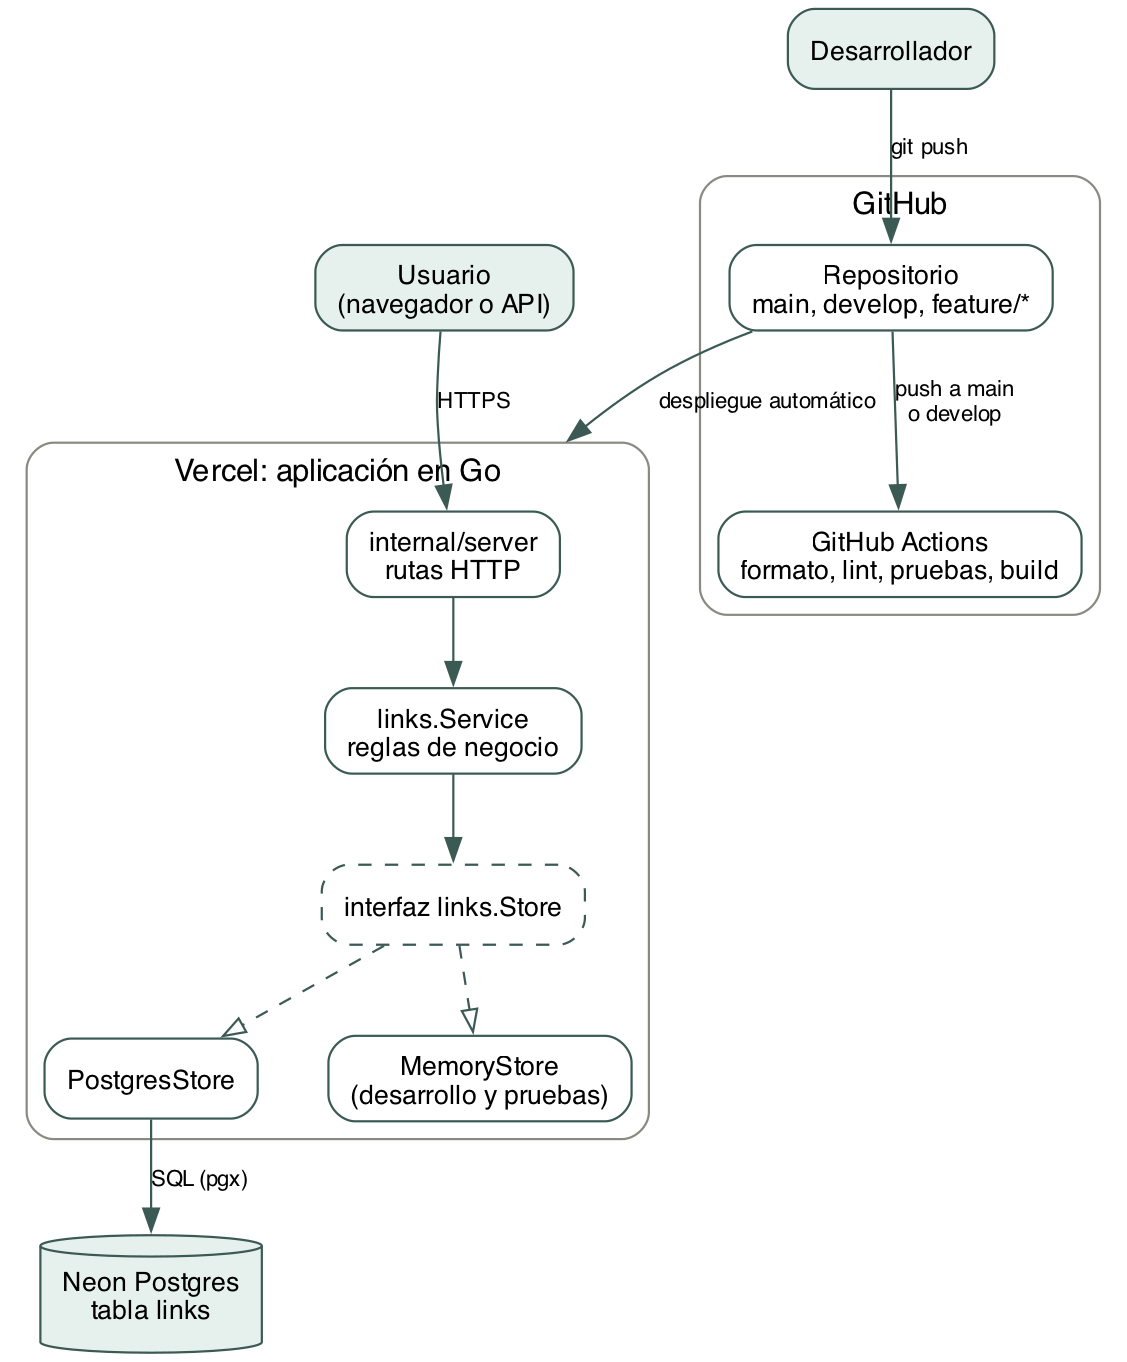 Desarrollador
git push
GitHub
Repositorio
main, develop, feature/*
Usuario
(navegador o API)
HTTPS
despliegue automático
push a main
o develop
Vercel: aplicación en Go
internal/server
rutas HTTP
GitHub Actions
formato, lint, pruebas, build
links.Service
reglas de negocio
interfaz links.Store
PostgresStore
MemoryStore
(desarrollo y pruebas)
SQL (pgx)
Neon Postgres
tabla links